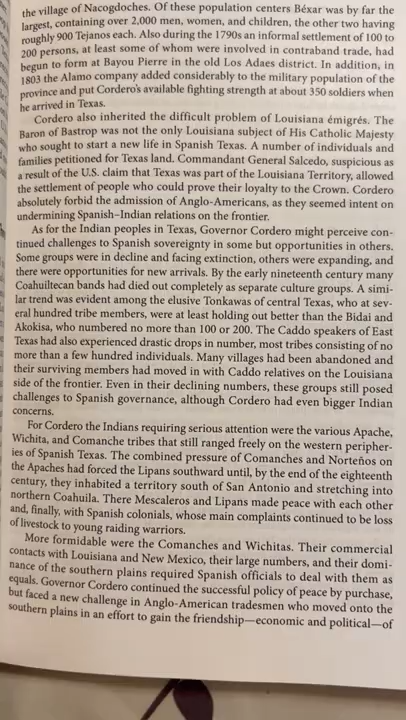 the village of Nacogdoches. Of these population centers Béxar was by far the
largest, containing over 2,000 men, women, and children, the other two having
roughly 900 Tejanos each. Also during the 1790s an informal settlement of 100 to
200 persons, at least some of whom were involved in contraband trade, had
begun to form at Bayou Pierre in the old Los Adaes district. In addition, in
1803 the Alamo company added considerably to the military population of the
province and put Cordero's available fighting strength at about 350 soldiers when
he arrived in Texas.
Cordero also inherited the difficult problem of Louisiana émigrés. The
Baron of Bastrop was not the only Louisiana subject of His Catholic Majesty
who sought to start a new life in Spanish Texas. A number of individuals and
families petitioned for Texas land. Commandant General Salcedo, suspicious as
a result of the U.S. claim that Texas was part of the Louisiana Territory, allowed
the settlement of people who could prove their loyalty to the Crown. Cordero
absolutely forbid the admission of Anglo-Americans, as they seemed intent on
undermining Spanish–Indian relations on the frontier.
As for the Indian peoples in Texas, Governor Cordero might perceive con-
tinued challenges to Spanish sovereignty in some but opportunities in others.
Some groups were in decline and facing extinction, others were expanding, and
there were opportunities for new arrivals. By the early nineteenth century many
Coahuiltecan bands had died out completely as separate culture groups. A simi-
lar trend was evident among the elusive Tonkawas of central Texas, who at sev-
eral hundred tribe members, were at least holding out better than the Bidai and
Akokisa, who numbered no more than 100 or 200. The Caddo speakers of East
Texas had also experienced drastic drops in number, most tribes consisting of no
more than a few hundred individuals. Many villages had been abandoned and
their surviving members had moved in with Caddo relatives on the Louisiana
side of the frontier. Even in their declining numbers, these groups still posed
challenges to Spanish governance, although Cordero had even bigger Indian
concerns.
For Cordero the Indians requiring serious attention were the various Apache,
Wichita, and Comanche tribes that still ranged freely on the western peripher-
ies of Spanish Texas. The combined pressure of Comanches and Norteños on
the Apaches had forced the Lipans southward until, by the end of the eighteenth
century, they inhabited a territory south of San Antonio and stretching into
northern Coahuila. There Mescaleros and Lipans made peace with each other
and, finally, with Spanish colonials, whose main complaints continued to be loss
of livestock to young raiding warriors.
More formidable were the Comanches and Wichitas. Their commercial
contacts with Louisiana and New Mexico, their large numbers, and their domi-
nance of the southern plains required Spanish officials to deal with them as
equals. Governor Cordero continued the successful policy of peace by purchase,
but faced a new challenge in Anglo-American tradesmen who moved onto the
southern plains in an effort to gain the friendship—economic and political—of